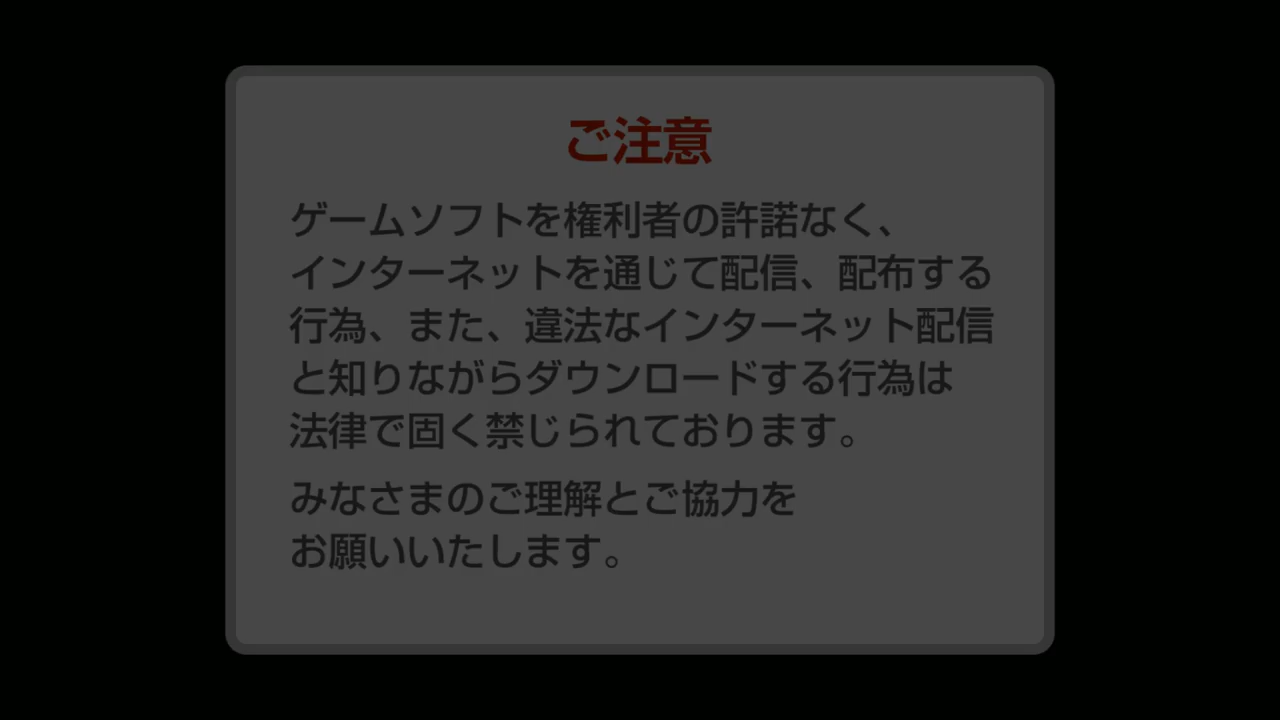 ご注意
ゲームソフトを権利者の許諾なく、
インターネットを通じて配信、配布する
行為、また、違法なインターネット配信
と知りながらダウンロードする行為は
法律で固く禁じられております。
みなさまのご理解とご協力を
お願いいたします。